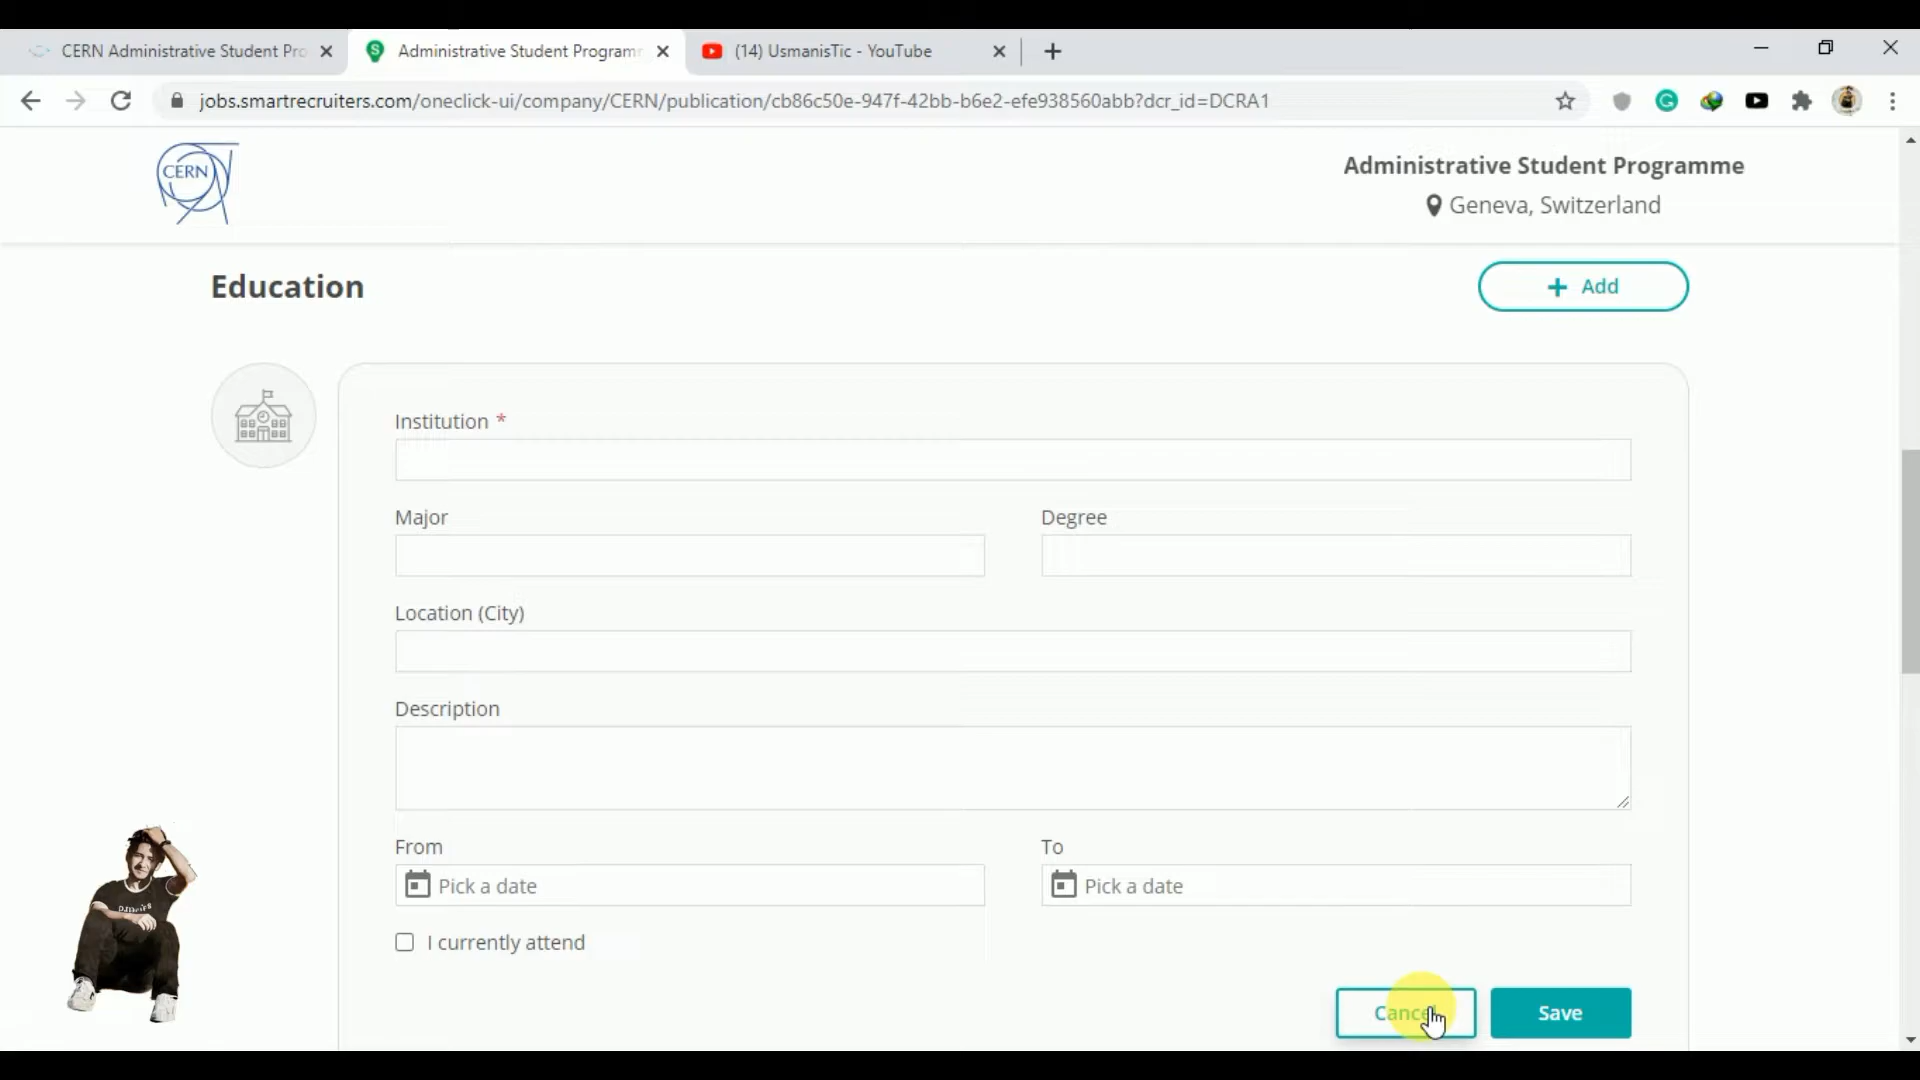 CERN Administrative Student Pro
Administrative Student Program
(14) UsmanisTic - YouTube
jobs.smartrecruiters.com/oneclick-ui/company/CERN/publication/cb86c50e-947f-42bb-b6e2-efe938560abb?dcr_id=DCRA1
CERN
Administrative Student Programme
Geneva, Switzerland
Education
+ Add
Institution *
Major
Degree
Location (City)
Description
From
To
Pick a date
Pick a date
I currently attend
Cancel
Save